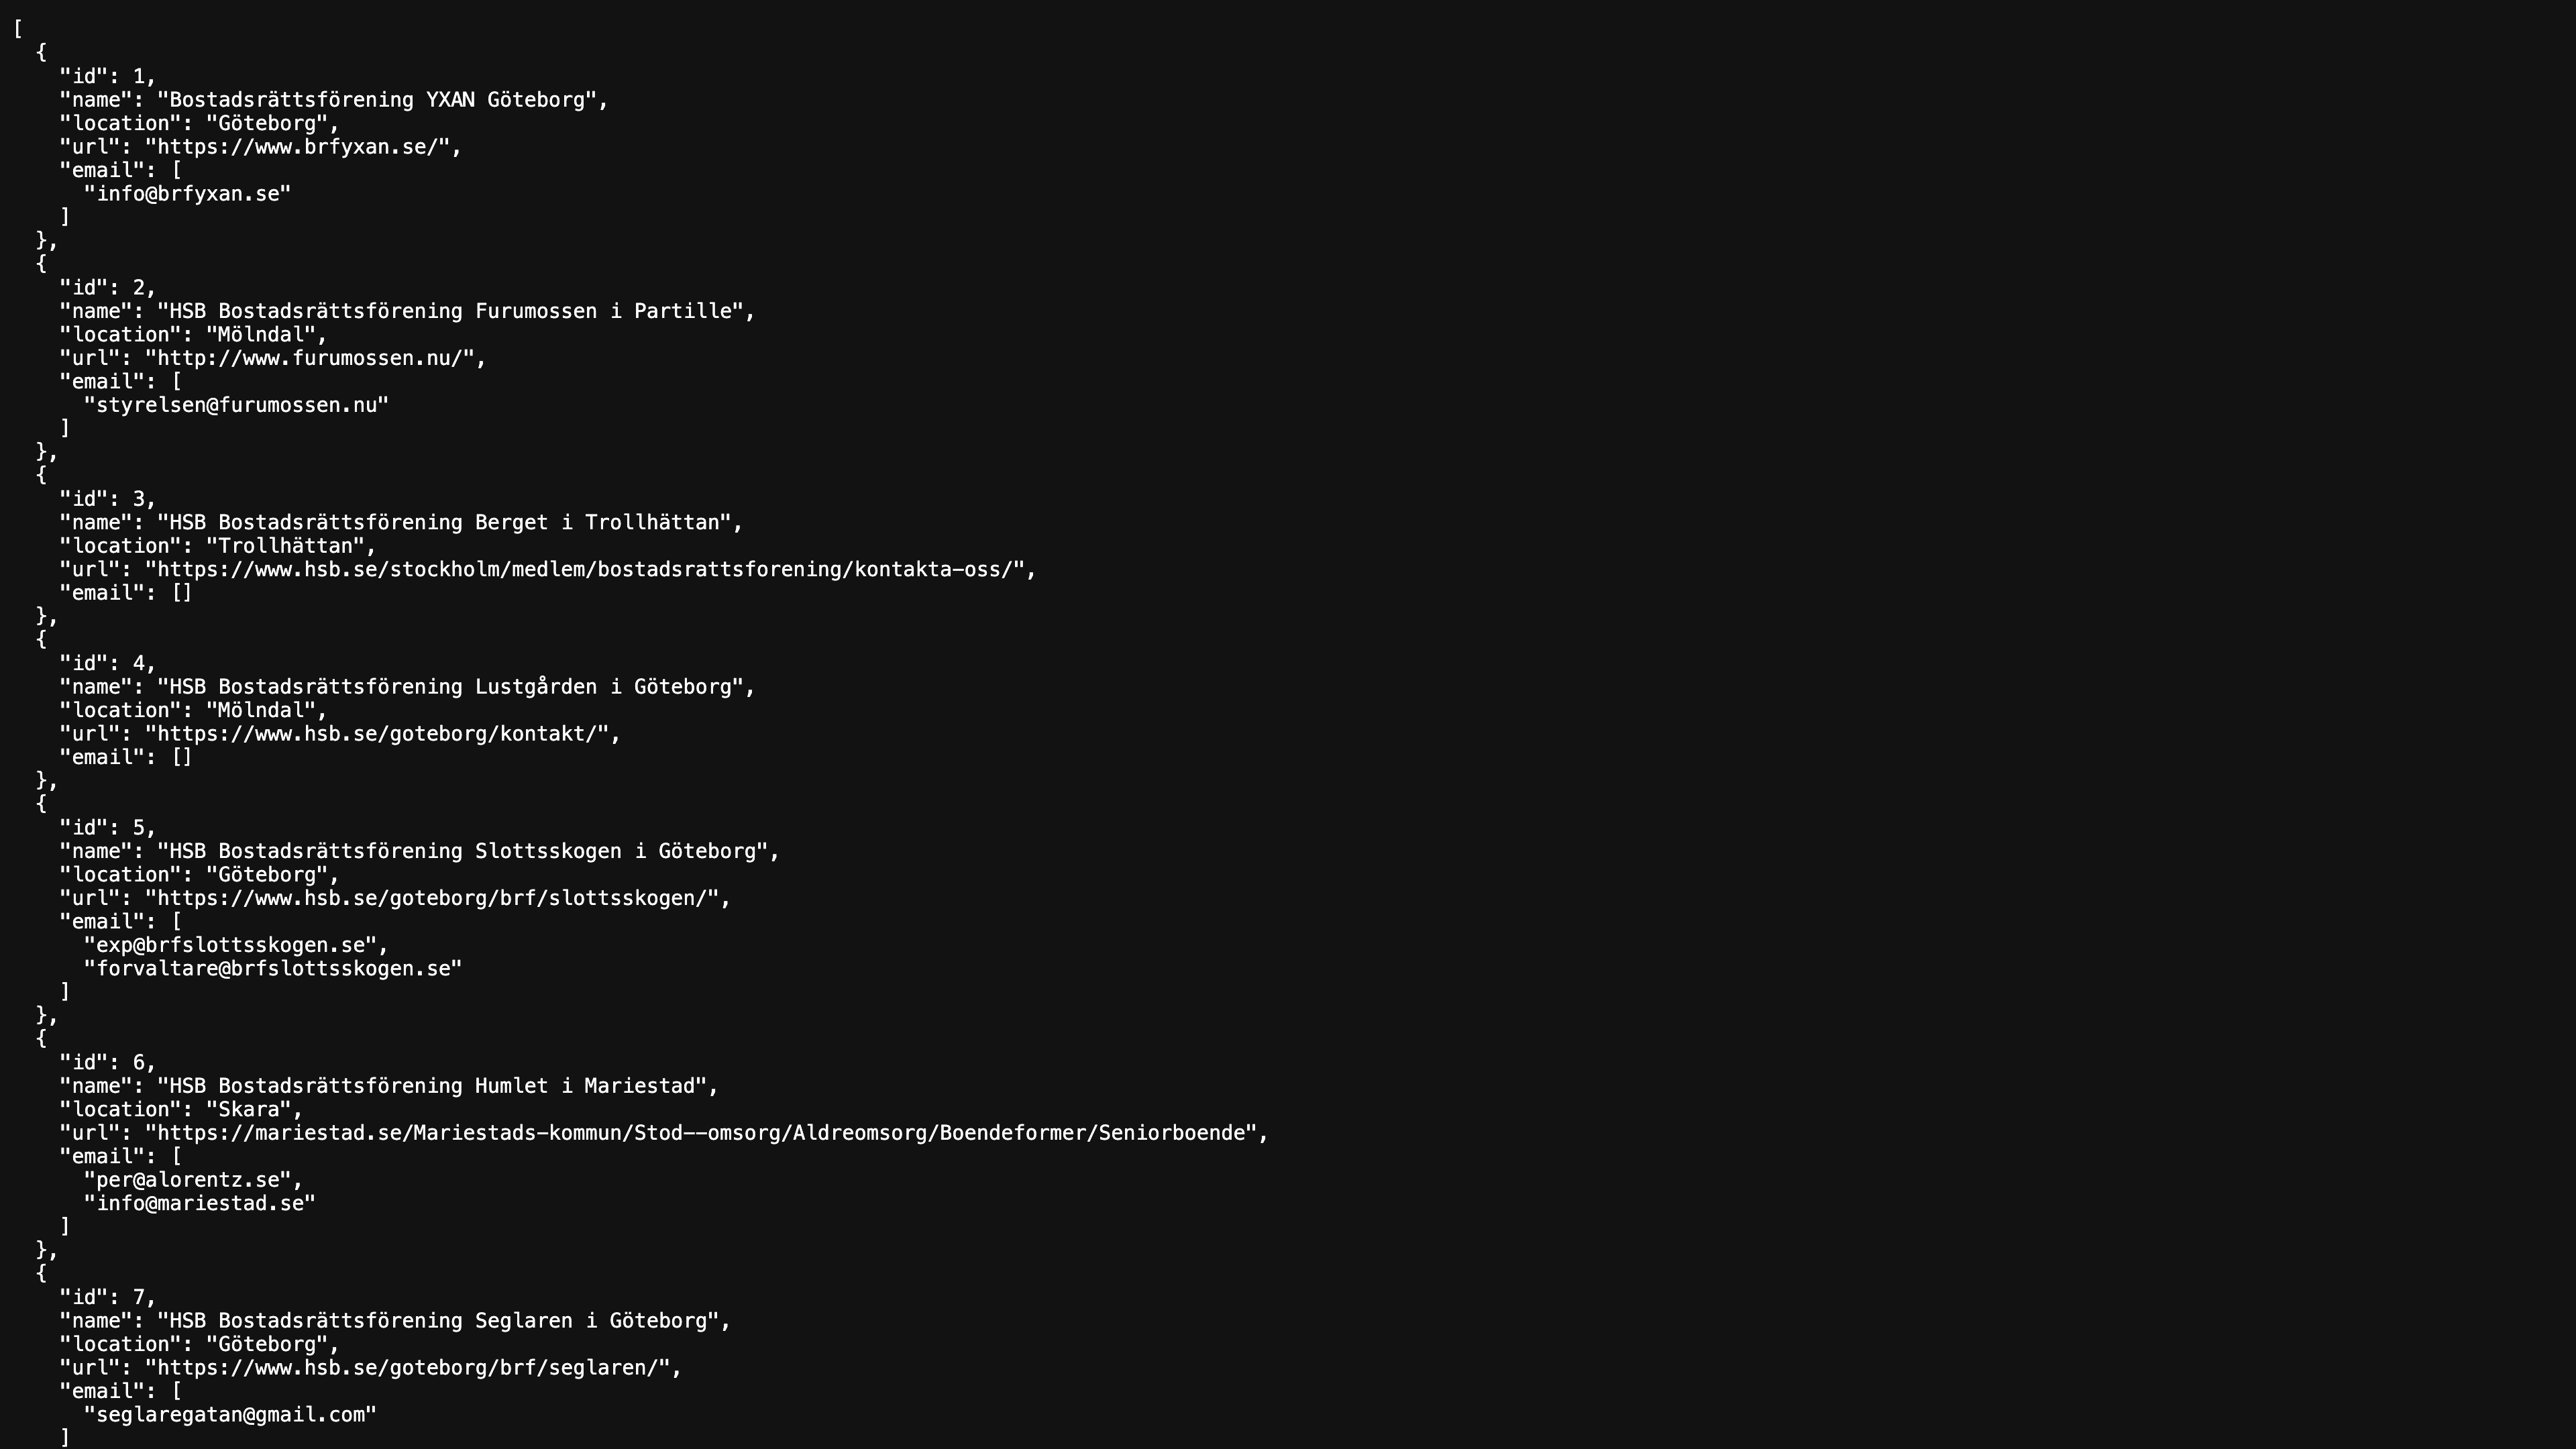 [
  {
    "id": 1,
    "name": "Bostadsrättsförening YXAN Göteborg",
    "location": "Göteborg",
    "url": "https://www.brfyxan.se/",
    "email": [
      "info@brfyxan.se"
    ]
  },
  {
    "id": 2,
    "name": "HSB Bostadsrättsförening Furumossen i Partille",
    "location": "Mölndal",
    "url": "http://www.furumossen.nu/",
    "email": [
      "styrelsen@furumossen.nu"
    ]
  },
  {
    "id": 3,
    "name": "HSB Bostadsrättsförening Berget i Trollhättan",
    "location": "Trollhättan",
    "url": "https://www.hsb.se/stockholm/medlem/bostadsrattsforening/kontakta-oss/",
    "email": []
  },
  {
    "id": 4,
    "name": "HSB Bostadsrättsförening Lustgården i Göteborg",
    "location": "Mölndal",
    "url": "https://www.hsb.se/goteborg/kontakt/",
    "email": []
  },
  {
    "id": 5,
    "name": "HSB Bostadsrättsförening Slottsskogen i Göteborg",
    "location": "Göteborg",
    "url": "https://www.hsb.se/goteborg/brf/slottsskogen/",
    "email": [
      "exp@brfslottsskogen.se",
      "forvaltare@brfslottsskogen.se"
    ]
  },
  {
    "id": 6,
    "name": "HSB Bostadsrättsförening Humlet i Mariestad",
    "location": "Skara",
    "url": "https://mariestad.se/Mariestads-kommun/Stod--omsorg/Aldreomsorg/Boendeformer/Seniorboende",
    "email": [
      "per@alorentz.se",
      "info@mariestad.se"
    ]
  },
  {
    "id": 7,
    "name": "HSB Bostadsrättsförening Seglaren i Göteborg",
    "location": "Göteborg",
    "url": "https://www.hsb.se/goteborg/brf/seglaren/",
    "email": [
      "seglaregatan@gmail.com"
    ]